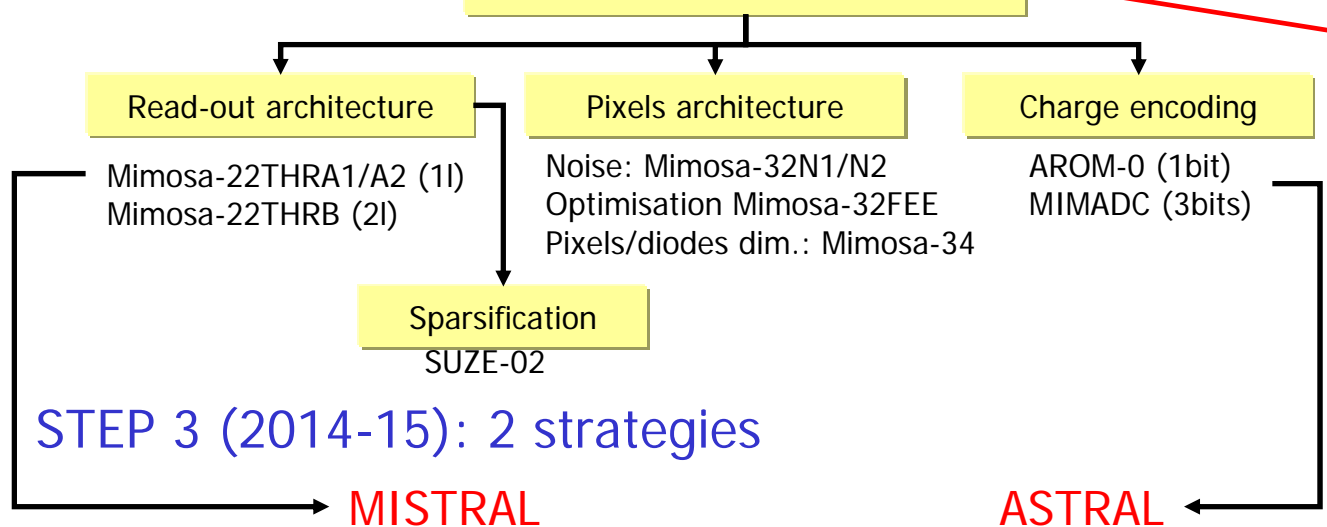 Read-out architecture
Pixels architecture
Charge encoding
Mimosa-22THRA1/A2 (1l)
Mimosa-22THRB (2l)
Noise: Mimosa-32N1/N2
Optimisation Mimosa-32FEE
Pixels/diodes dim.: Mimosa-34
AROM-0 (1bit)
MIMADC (3bits)
Sparsification
SUZE-02
STEP 3 (2014-15): 2 strategies
MISTRAL
ASTRAL